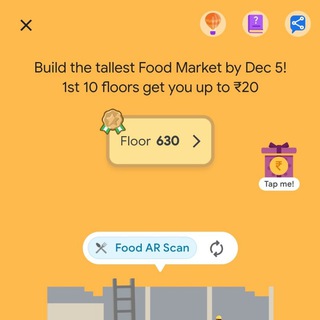 Build the tallest Food Market by Dec 5!
1st 10 floors get you up to ₹20
Floor 630
₹
Tap me!
Food AR Scan
?